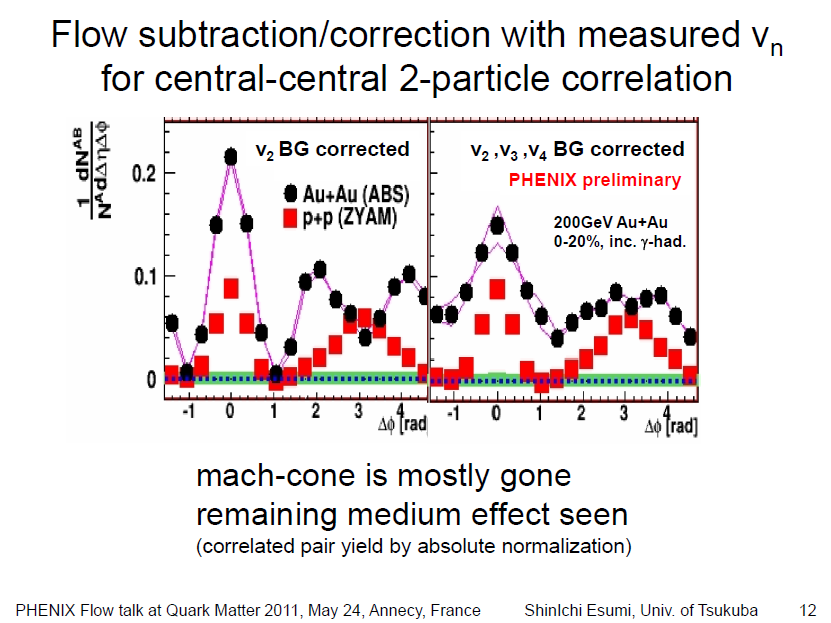 Flow subtraction/correction with measured vn
for central-central 2-particle correlation
1 dN^AB
N^A dΔηΔϕ
v2 BG corrected
Au+Au (ABS)
p+p (ZYAM)
0.2
0.1
0
-1 0 1 2 3 4
Δϕ [rad
v2 ,v3 ,v4 BG corrected
PHENIX preliminary
200GeV Au+Au
0-20%, inc. γ-had.
-1 0 1 2 3 4
Δϕ [rad]
mach-cone is mostly gone
remaining medium effect seen
(correlated pair yield by absolute normalization)
PHENIX Flow talk at Quark Matter 2011, May 24, Annecy, France ShinIchi Esumi, Univ. of Tsukuba 12